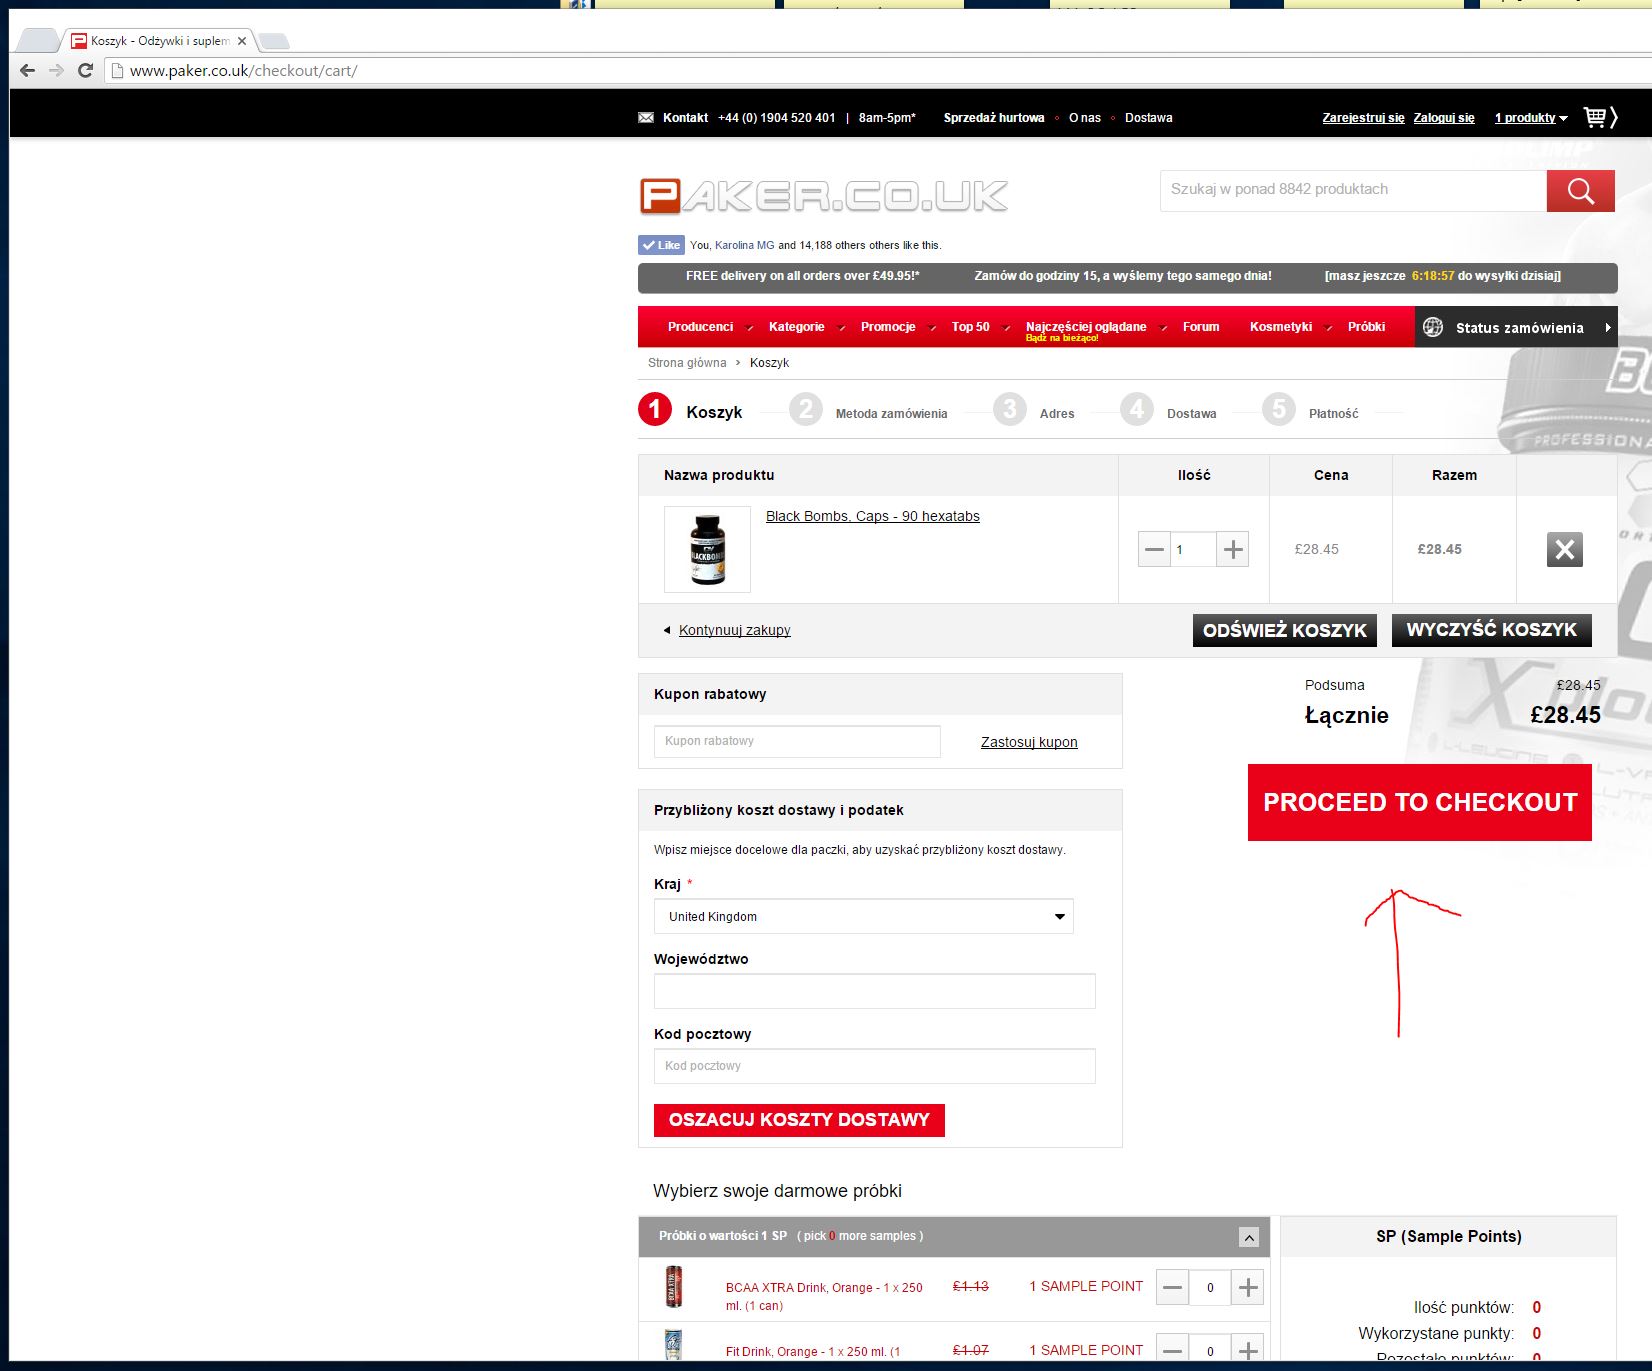 Koszyk - Odżywki i suplem
www.paker.co.uk/checkout/cart/
Kontakt +44 (0) 1904 520 401 | 8am-5pm* Sprzedaż hurtowa O nas Dostawa Zarejestruj się Zaloguj się 1 produkty
PAKER.CO.UK
Szukaj w ponad 8842 produktach
Like You, Karolina MG and 14,188 others others like this.
FREE delivery on all orders over £49.95!* Zamów do godziny 15, a wyślemy tego samego dnia! [masz jeszcze 6:18:57 do wysyłki dzisiaj]
Producenci Kategorie Promocje Top 50 Najczęściej oglądane Forum Kosmetyki Próbki Status zamówienia
Bądź na bieżąco!
Strona główna › Koszyk
1 Koszyk 2 Metoda zamówienia 3 Adres 4 Dostawa 5 Płatność
PROFESSIONA
Nazwa produktu Ilość Cena Razem
Black Bombs, Caps - 90 hexatabs
BLACKBOMBS
1 £28.45 £28.45
Kontynuuj zakupy ODŚWIEŻ KOSZYK WYCZYŚĆ KOSZYK
Kupon rabatowy
Podsuma £28.45
Łącznie £28.45
Kupon rabatowy Zastosuj kupon
L-LEUCINE L-VA
PROCEED TO CHECKOUT
Przybliżony koszt dostawy i podatek
Wpisz miejsce docelowe dla paczki, aby uzyskać przybliżony koszt dostawy.
Kraj *
United Kingdom
Województwo
Kod pocztowy
Kod pocztowy
OSZACUJ KOSZTY DOSTAWY
Wybierz swoje darmowe próbki
Próbki o wartości 1 SP ( pick 0 more samples )
SP (Sample Points)
BCAA XTRA Drink, Orange - 1 x 250 ml. (1 can) £1.13 1 SAMPLE POINT 0
Ilość punktów: 0
Wykorzystane punkty: 0
Fit Drink, Orange - 1 x 250 ml. (1 £1.07 1 SAMPLE POINT 0
Pozostało punktów: 0